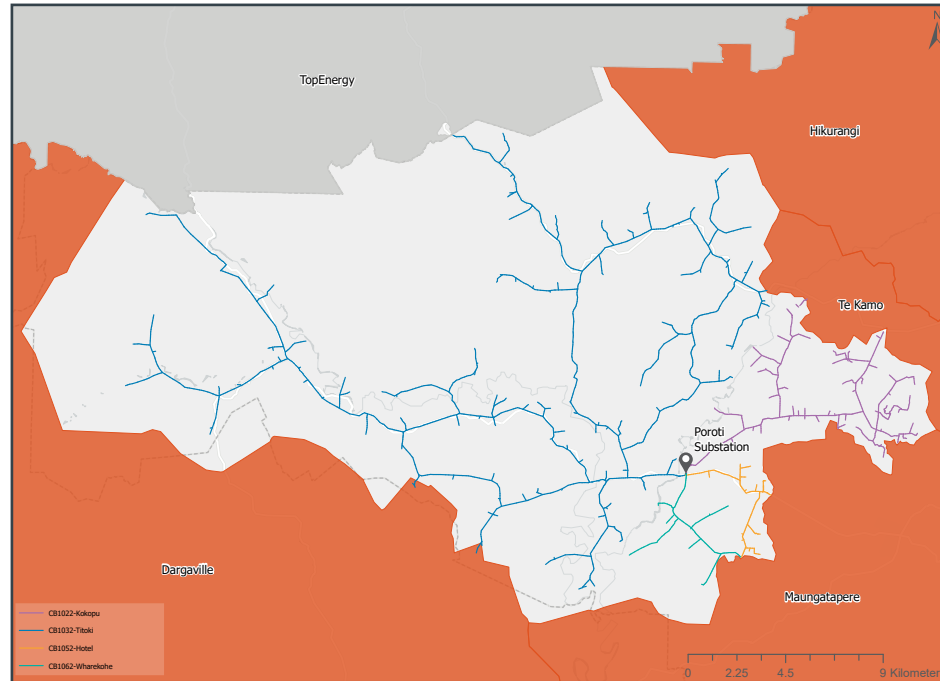 N
TopEnergy
Hikurangi
Te Kamo
Poroti
Substation
Dargaville
Maungatapere
CB1022-Kokopu
CB1032-Titoki
CB1052-Hotel
CB1062-Wharekohe
0 2.25 4.5 9 Kilometer